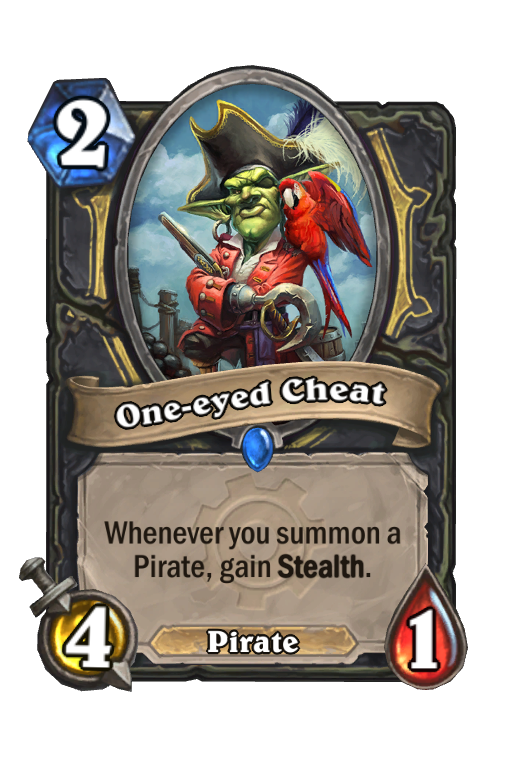 2
One-eyed Cheat
Whenever you summon a
Pirate, gain Stealth.
4
Pirate
1